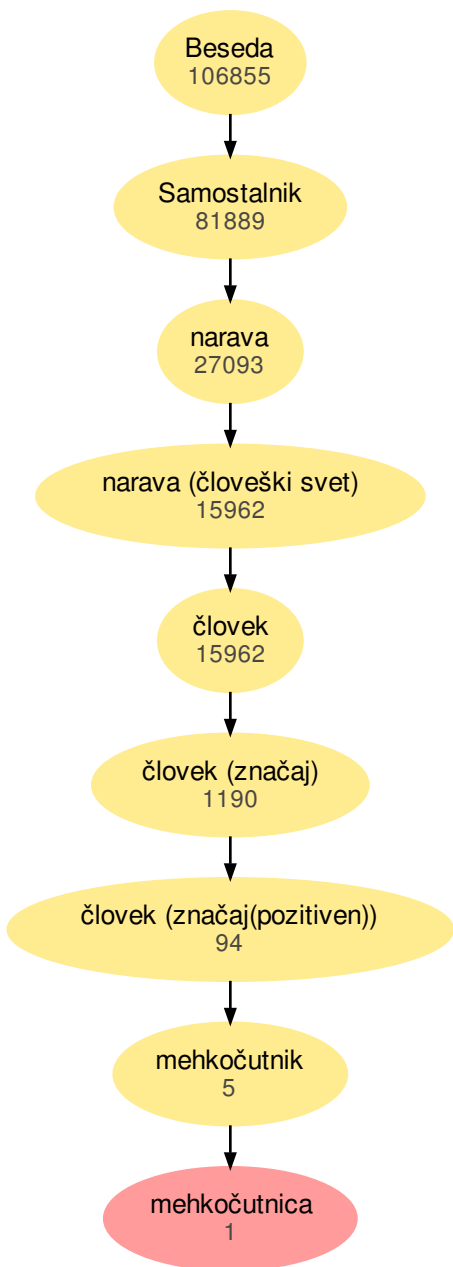 Beseda
106855
Samostalnik
81889
narava
27093
narava (človeški svet)
15962
človek
15962
človek (značaj)
1190
človek (značaj(pozitiven))
94
mehkočutnik
5
mehkočutnica
1